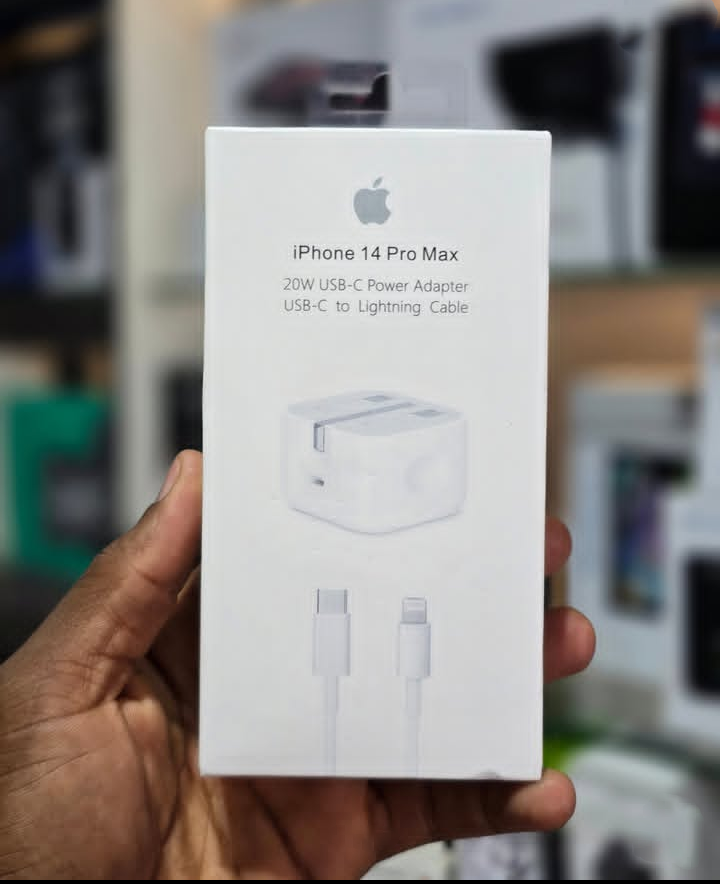 iPhone 14 Pro Max
20W USB-C Power Adapter
USB-C to Lightning Cable